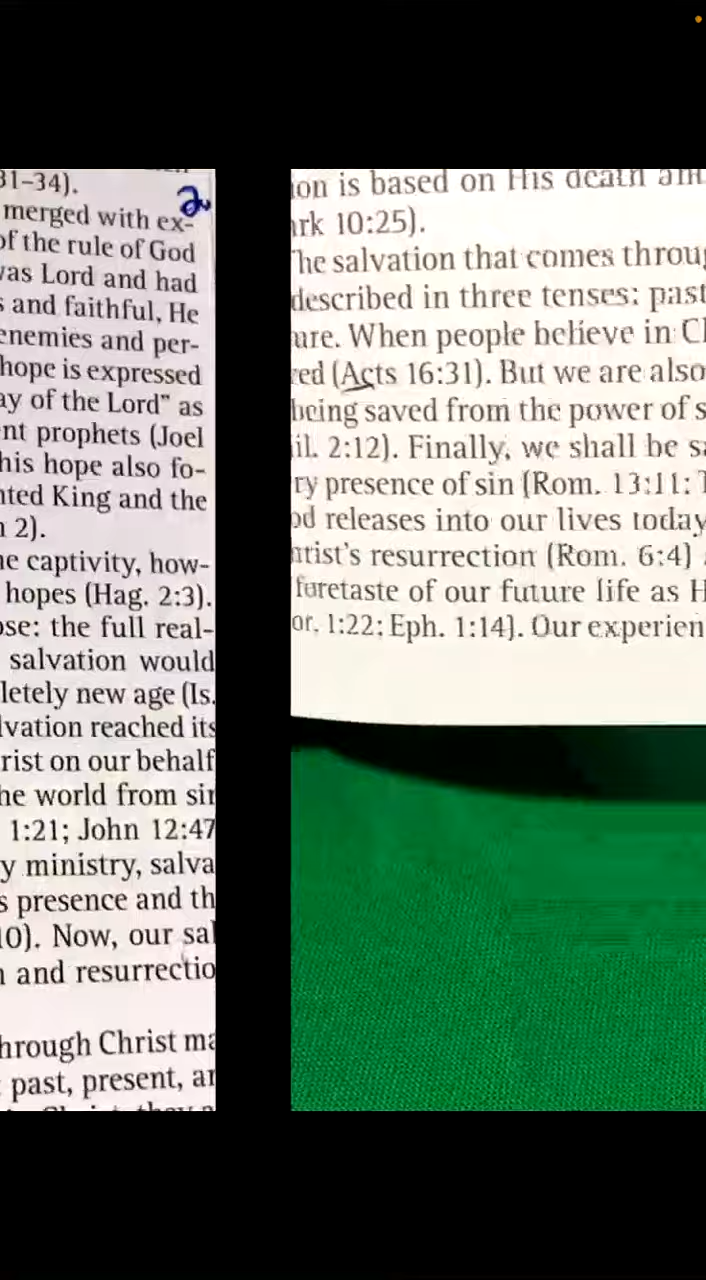 31–34).
2
merged with ex-
of the rule of God
was Lord and had
s and faithful, He
enemies and per-
hope is expressed
ay of the Lord" as
nt prophets (Joel
his hope also fo-
nted King and the
n 2).
he captivity, how-
hopes (Hag. 2:3).
ose: the full real-
salvation would
letely new age (Is.
lvation reached its
rist on our behalf
he world from sin
1:21; John 12:47
y ministry, salva
s presence and th
10). Now, our sal
n and resurrectio
hrough Christ ma
past, present, an
ion is based on His death an
ark 10:25).
The salvation that comes throug
described in three tenses: past
ure. When people believe in Ch
ed (Acts 16:31). But we are also
being saved from the power of s
il. 2:12). Finally, we shall be sa
ry presence of sin (Rom. 13:11; T
od releases into our lives today
rist's resurrection (Rom. 6:4)
foretaste of our future life as H
or. 1:22; Eph. 1:14). Our experien